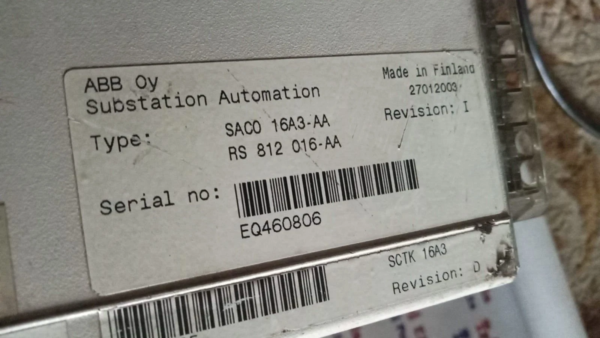 ABB Oy
Substation Automation
Made in Finland
27012003
Revision: I
Type: SACO 16A3-AA
RS 812 016-AA
Serial no:
EQ460806
SCTK 16A3
Revision: D